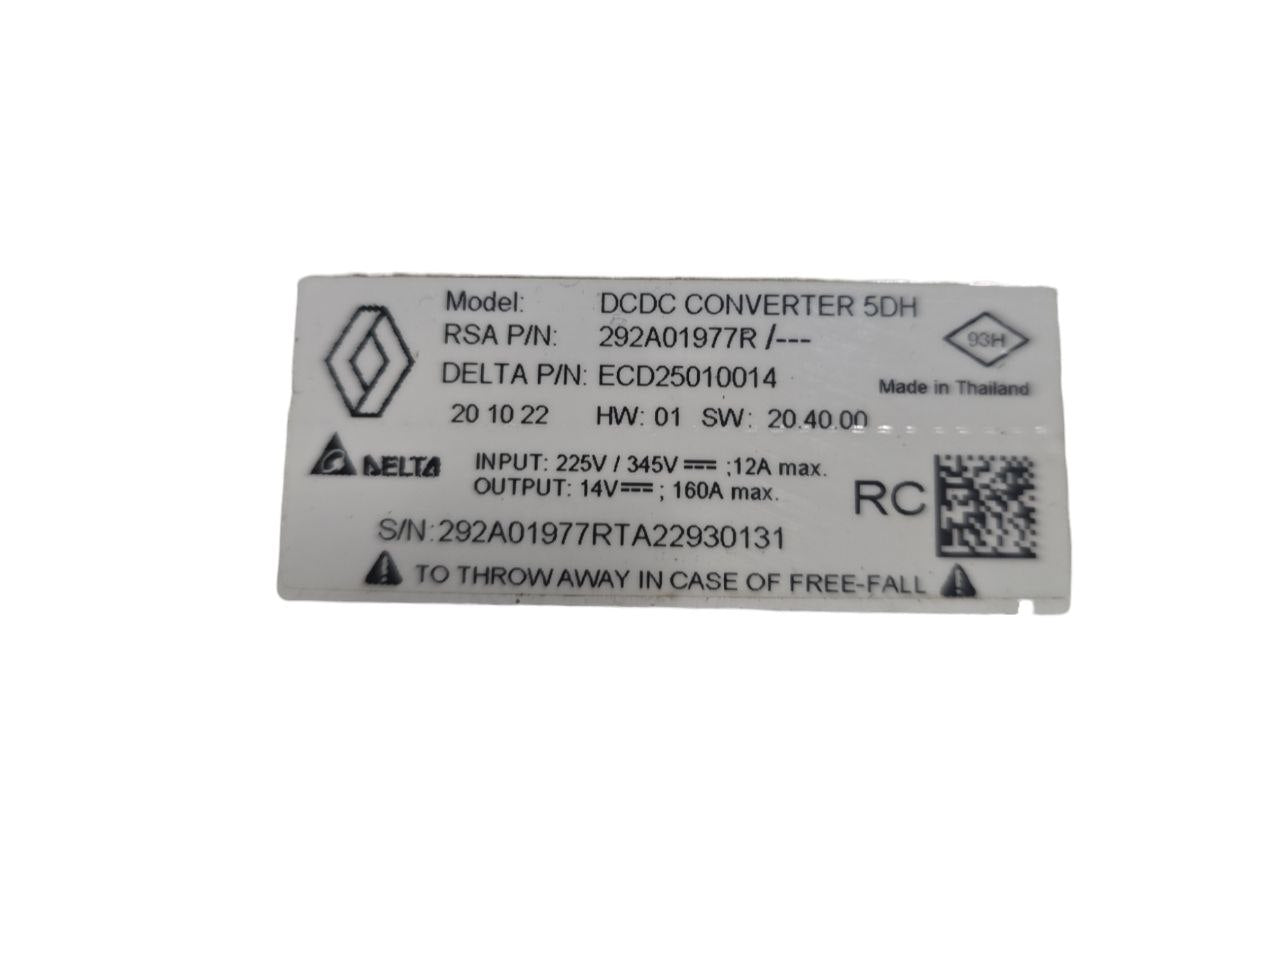 Model: DCDC CONVERTER 5DH
RSA P/N: 292A01977R /---
93H
DELTA P/N: ECD25010014
Made in Thailand
20 10 22 HW: 01 SW: 20.40.00
DELTA
INPUT: 225V / 345V ⎓ ;12A max.
OUTPUT: 14V⎓ ; 160A max.
RC
S/N:292A01977RTA22930131
TO THROW AWAY IN CASE OF FREE-FALL